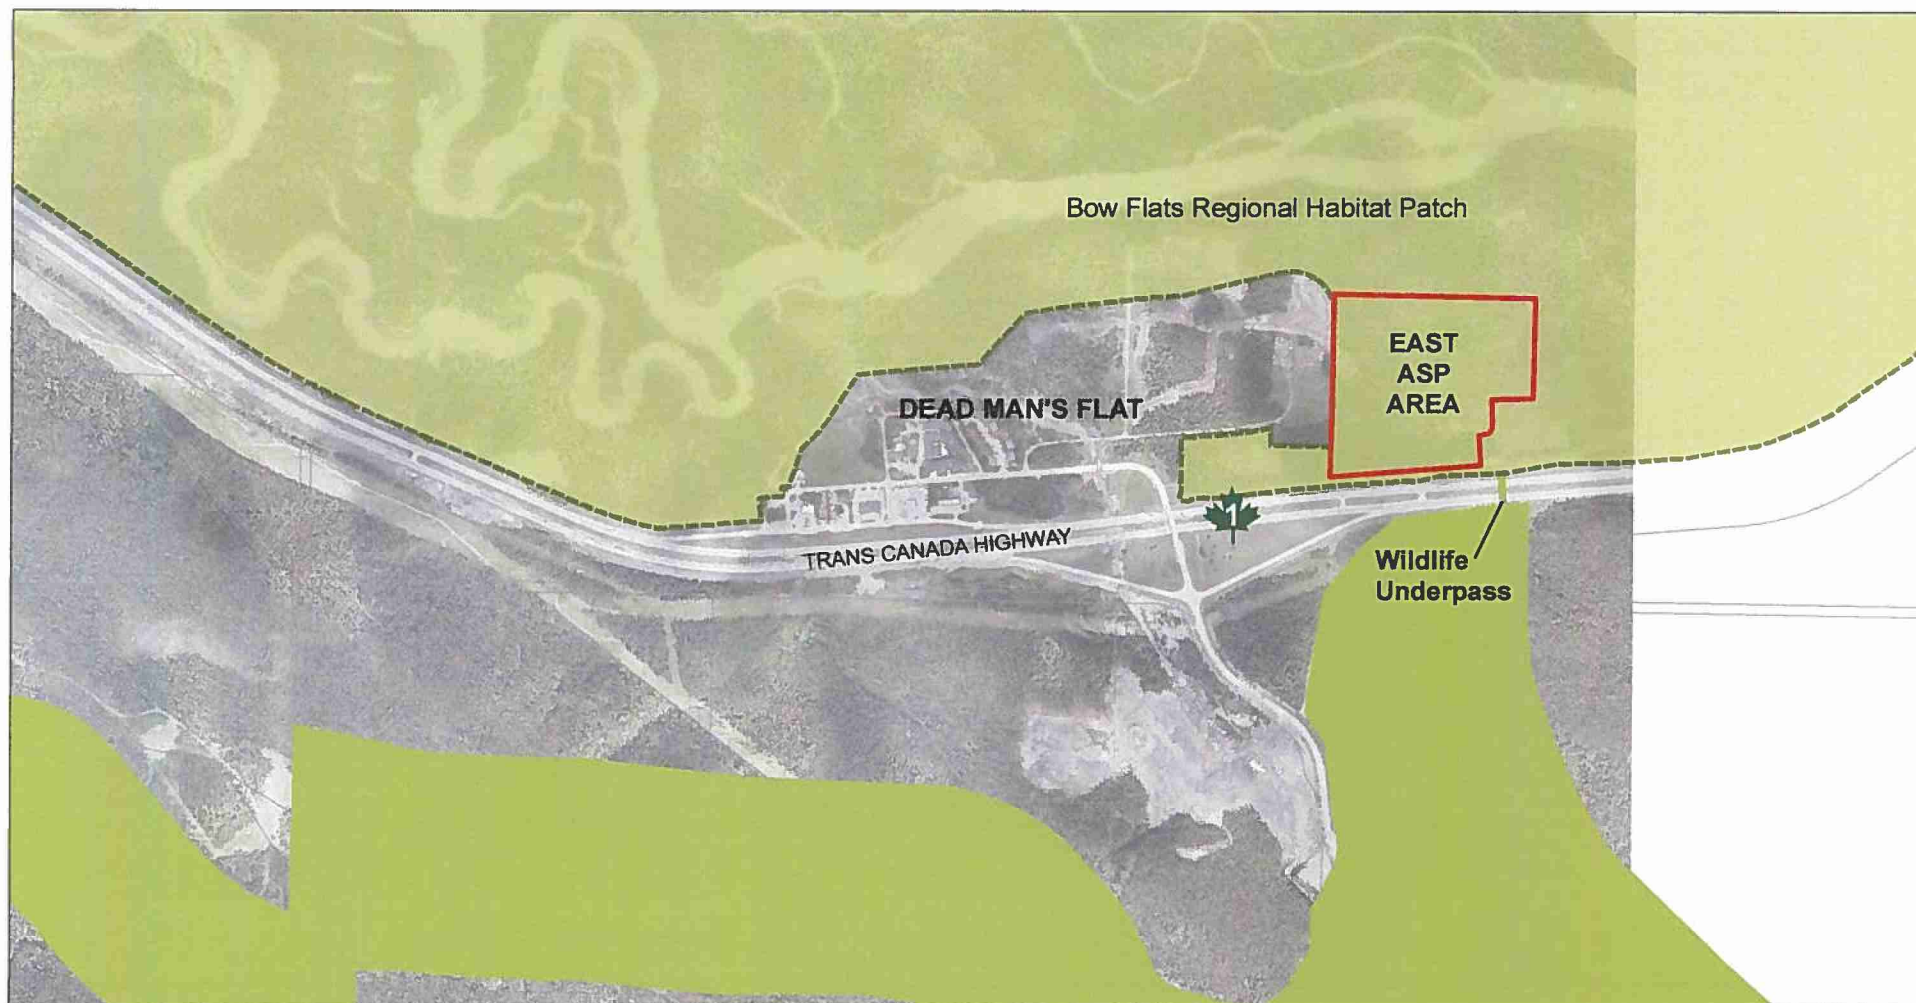 Bow Flats Regional Habitat Patch
EAST
ASP
AREA
DEAD MAN'S FLAT
1
TRANS CANADA HIGHWAY
Wildlife
Underpass